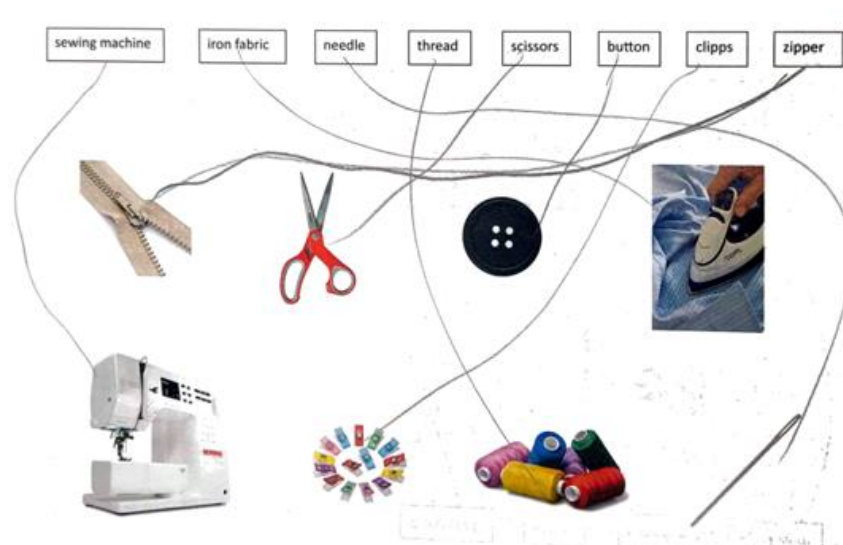 sewing machine
iron fabric
needle
thread
scissors
button
clipps
zipper